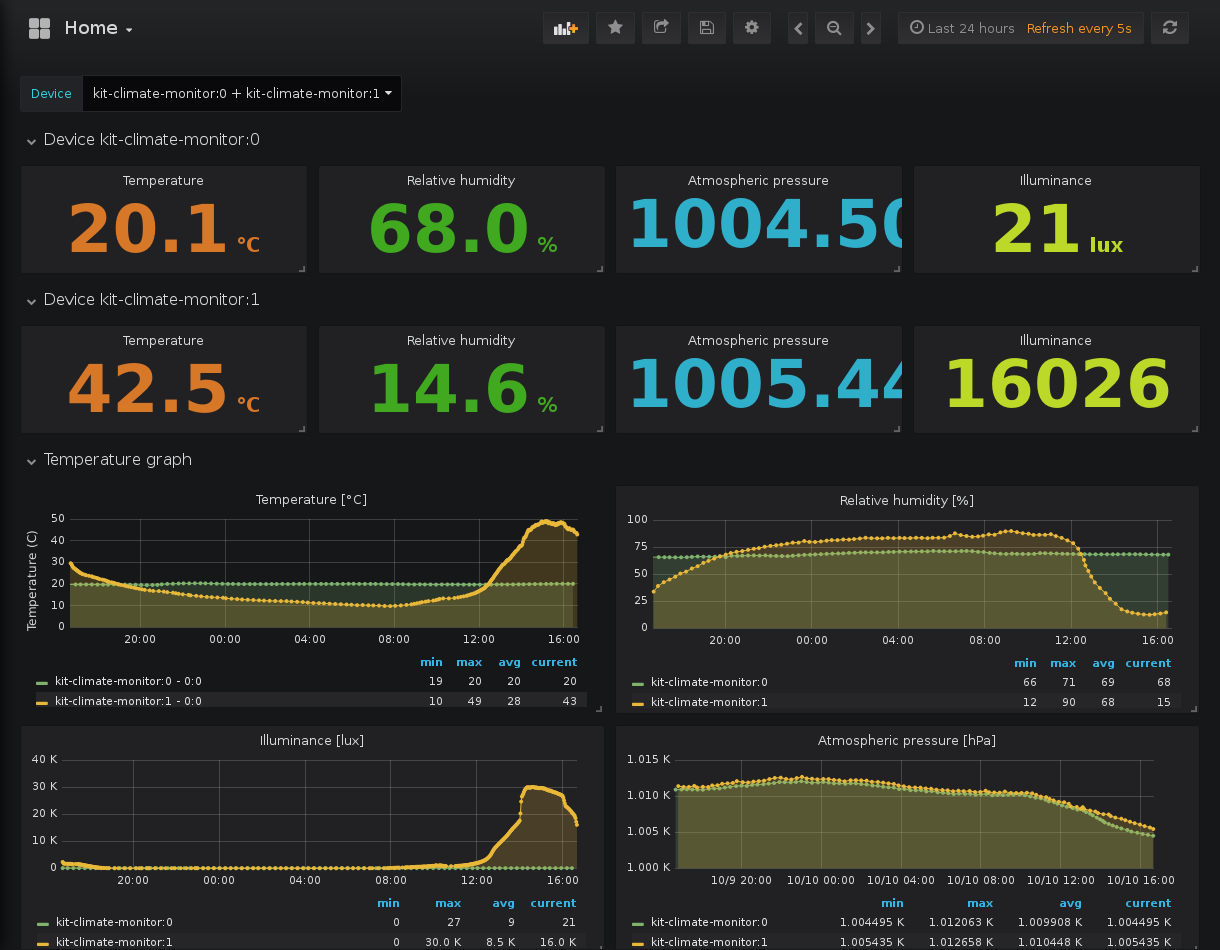 Home
Last 24 hours Refresh every 5s
Device kit-climate-monitor:0 + kit-climate-monitor:1
Device kit-climate-monitor:0
Temperature Relative humidity Atmospheric pressure Illuminance
20.1 °C 68.0 % 1004.50 21 lux
Device kit-climate-monitor:1
Temperature Relative humidity Atmospheric pressure Illuminance
42.5 °C 14.6 % 1005.44 16026
Temperature graph
Temperature [°C]
Temperature (C)
50
40
30
20
10
0
20:00 00:00 04:00 08:00 12:00 16:00
min max avg current
kit-climate-monitor:0 - 0:0 19 20 20 20
kit-climate-monitor:1 - 0:0 10 49 28 43
Relative humidity [%]
100
75
50
25
0
20:00 00:00 04:00 08:00 12:00 16:00
min max avg current
kit-climate-monitor:0 66 71 69 68
kit-climate-monitor:1 12 90 68 15
Illuminance [lux]
40 K
30 K
20 K
10 K
0
20:00 00:00 04:00 08:00 12:00 16:00
min max avg current
kit-climate-monitor:0 0 27 9 21
kit-climate-monitor:1 0 30.0 K 8.5 K 16.0 K
Atmospheric pressure [hPa]
1.015 K
1.010 K
1.005 K
1.000 K
10/9 20:00 10/10 00:00 10/10 04:00 10/10 08:00 10/10 12:00 10/10 16:00
min max avg current
kit-climate-monitor:0 1.004495 K 1.012063 K 1.009908 K 1.004495 K
kit-climate-monitor:1 1.005435 K 1.012658 K 1.010448 K 1.005435 K